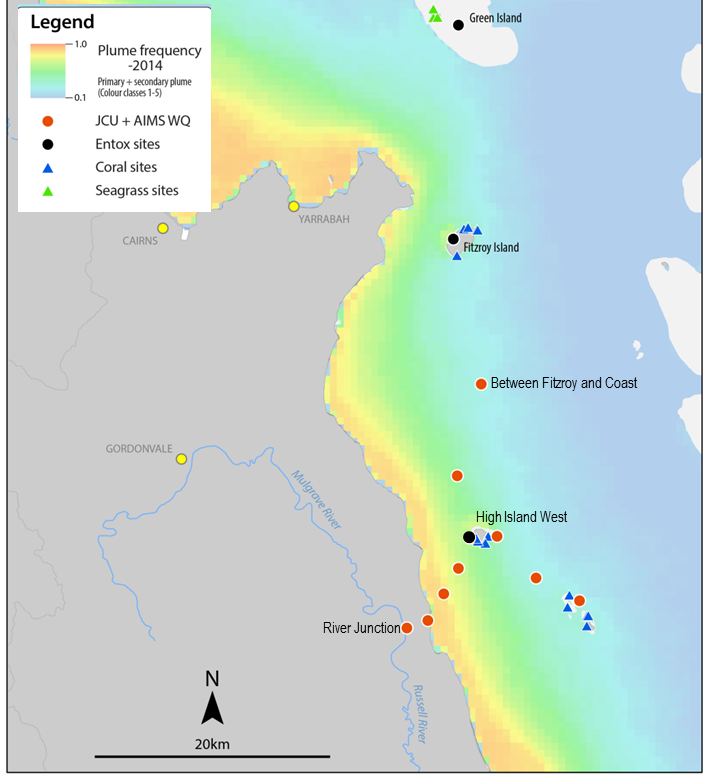 Legend
1.0
0.1
Plume frequency
-2014
Primary + secondary plume
(Colour classes 1-5)
JCU + AIMS WQ
Entox sites
Coral sites
Seagrass sites
Green Island
YARRABAH
CAIRNS
Fitzroy Island
Between Fitzroy and Coast
GORDONVALE
Mulgrave River
High Island West
River Junction
Russell River
N
20km